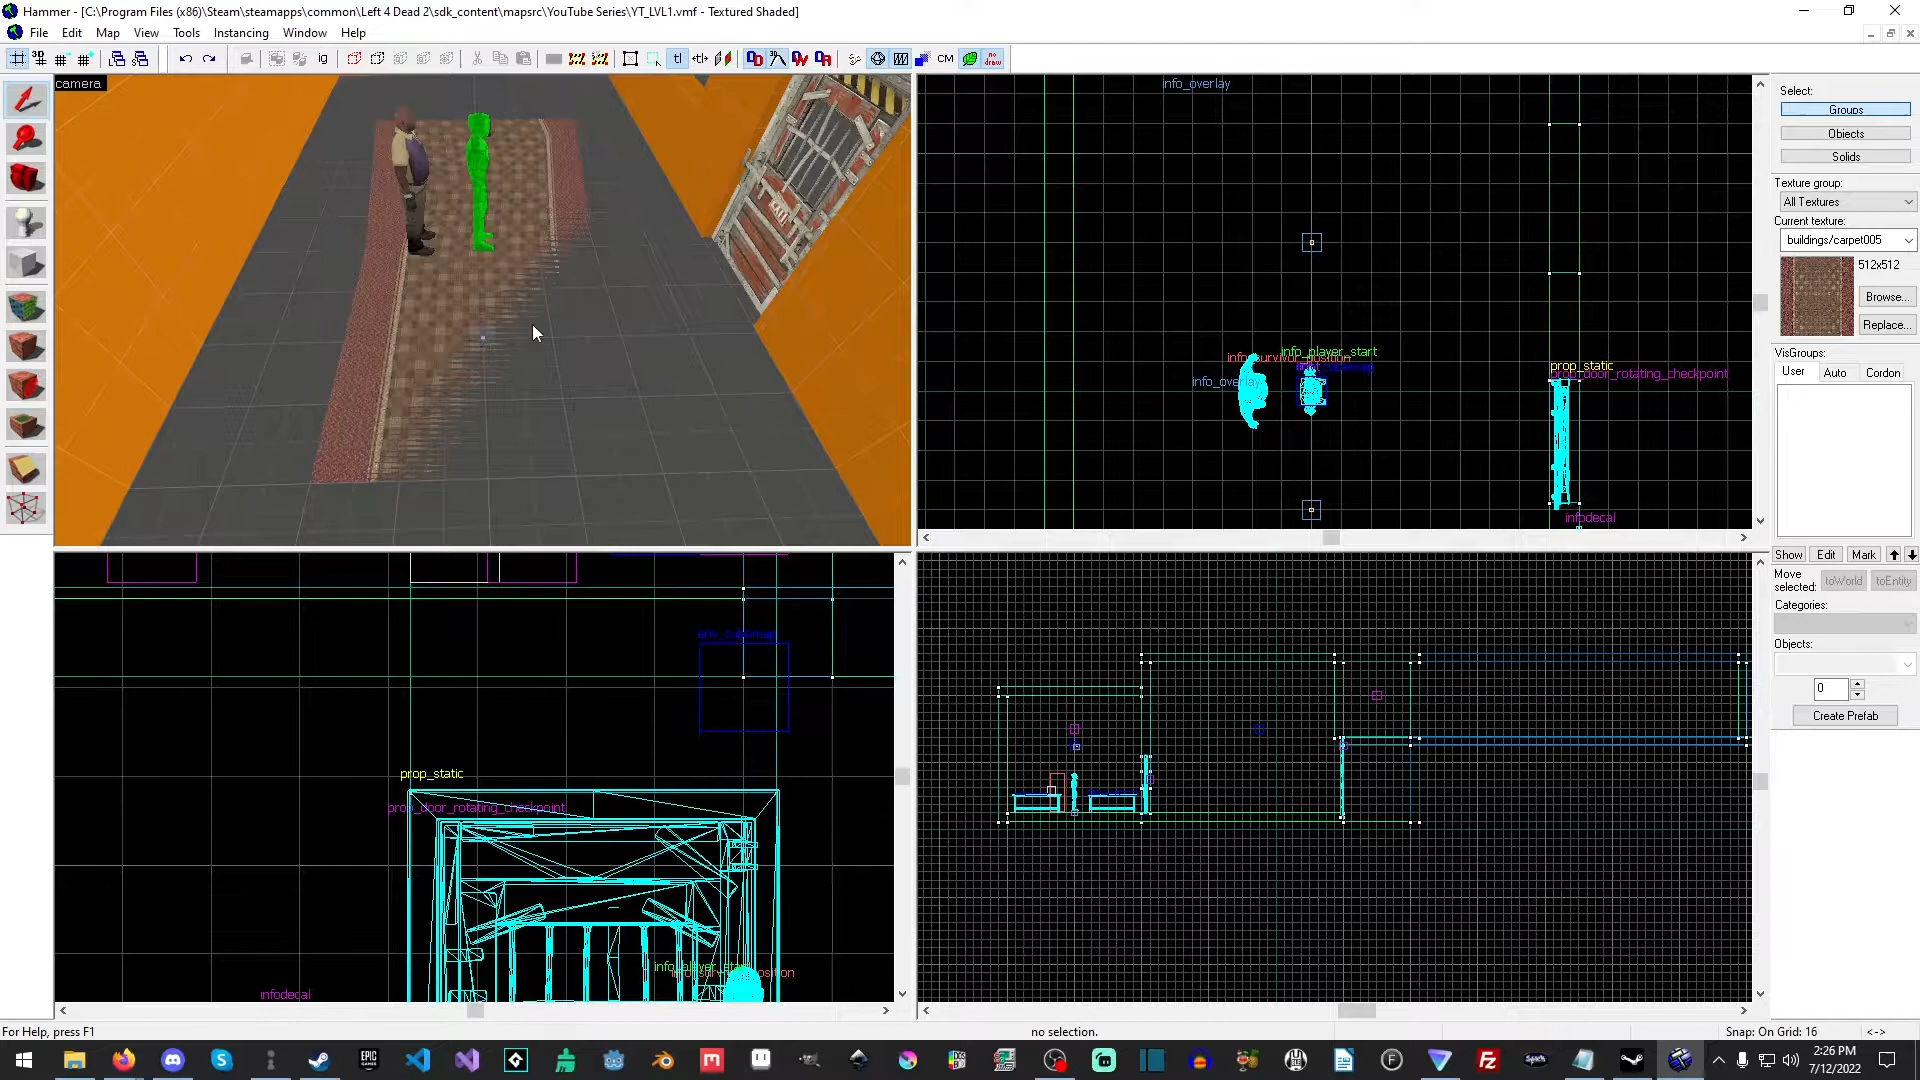 Hammer - [C:\Program Files (x86)\Steam\steamapps\common\Left 4 Dead 2\sdk_content\mapsrc\YouTube Series\YT_LVL1.vmf - Textured Shaded]
File Edit Map View Tools Instancing Window Help
camera
info_overlay
info_player_start
info_survivor_position
info_overlay
prop_static
prop_door_rotating_checkpoint
infodecal
env_cubemap
prop_static
prop_door_rotating_checkpoint
infodecal
Select:
Groups
Objects
Solids
Texture group:
All Textures
Current texture:
buildings/carpet005
512x512
Browse...
Replace...
VisGroups:
User Auto Cordon
Show Edit Mark
Move selected: toWorld toEntity
Categories:
Objects:
0
Create Prefab
For Help, press F1
no selection.
Snap: On Grid: 16
<->
2:26 PM
7/12/2022